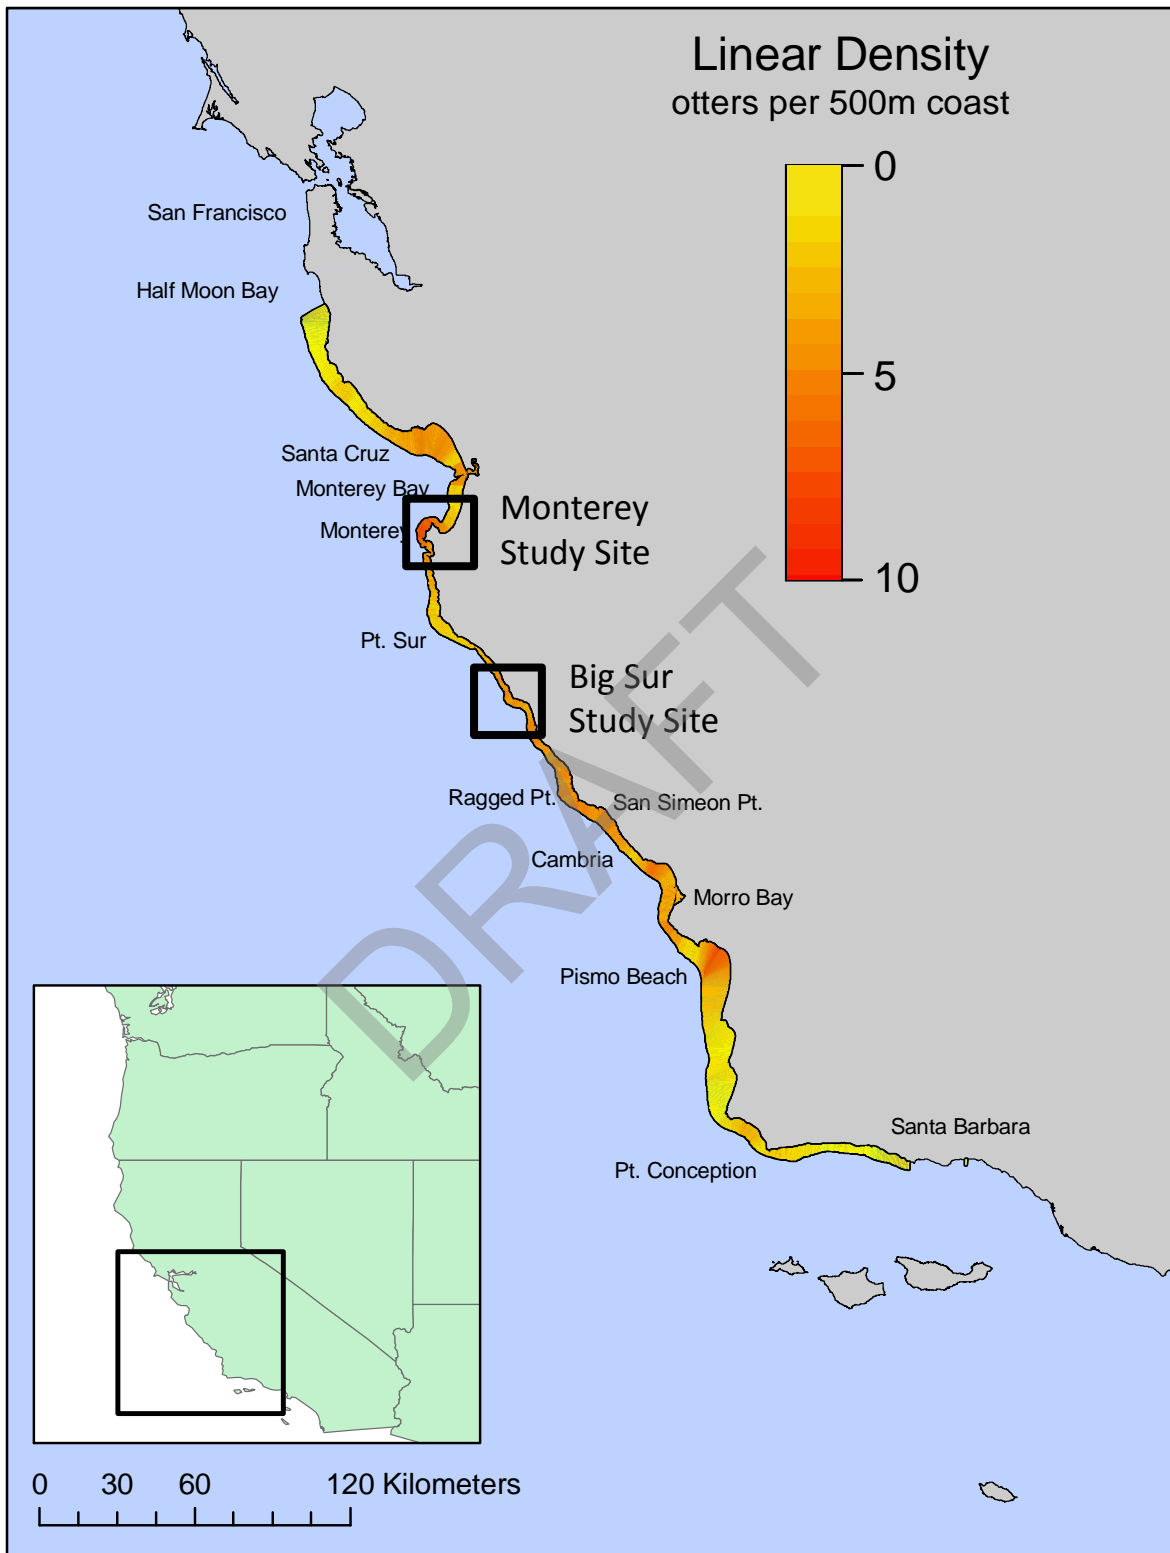 Linear Density
otters per 500m coast
0
5
10
San Francisco
Half Moon Bay
Santa Cruz
Monterey Bay
Monterey
Monterey
Study Site
Pt. Sur
Big Sur
Study Site
Ragged Pt.
San Simeon Pt.
Cambria
Morro Bay
Pismo Beach
Santa Barbara
Pt. Conception
DRAFT
0 30 60 120 Kilometers